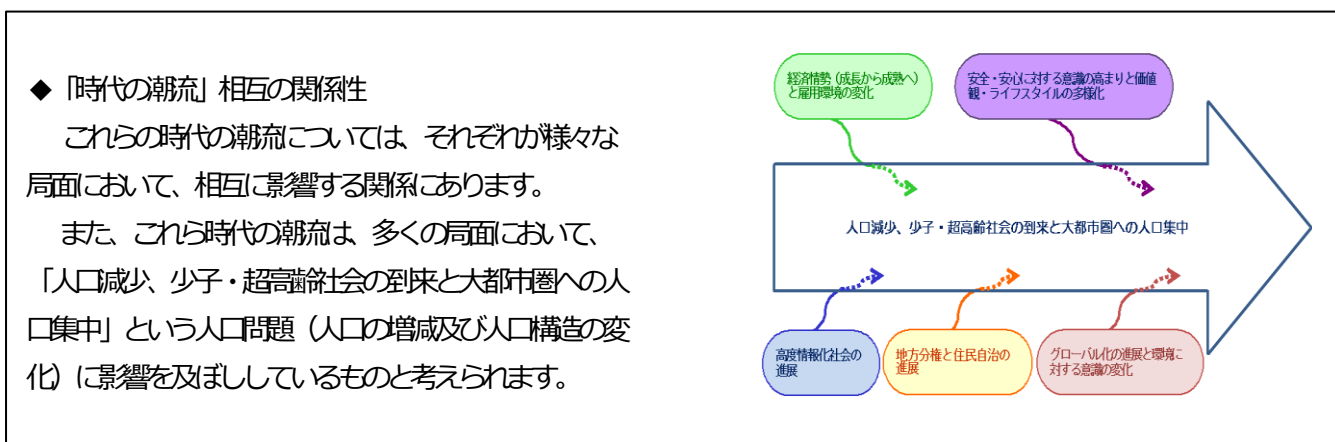 ◆「時代の潮流」相互の関係性
これらの時代の潮流については、それぞれが様々な
局面において、相互に影響する関係にあります。
また、これら時代の潮流は、多くの局面において、
「人口減少、少子・超高齢社会の到来と大都市圏への人
口集中」という人口問題（人口の増減及び人口構造の変
化）に影響を及ぼししているものと考えられます。
経済情勢（成長から成熟へ）
と雇用環境の変化
安全・安心に対する意識の高まりと価値
観・ライフスタイルの多様化
人口減少、少子・超高齢社会の到来と大都市圏への人口集中
高度情報化社会の
進展
地方分権と住民自治の
進展
グローバル化の進展と環境に
対する意識の変化